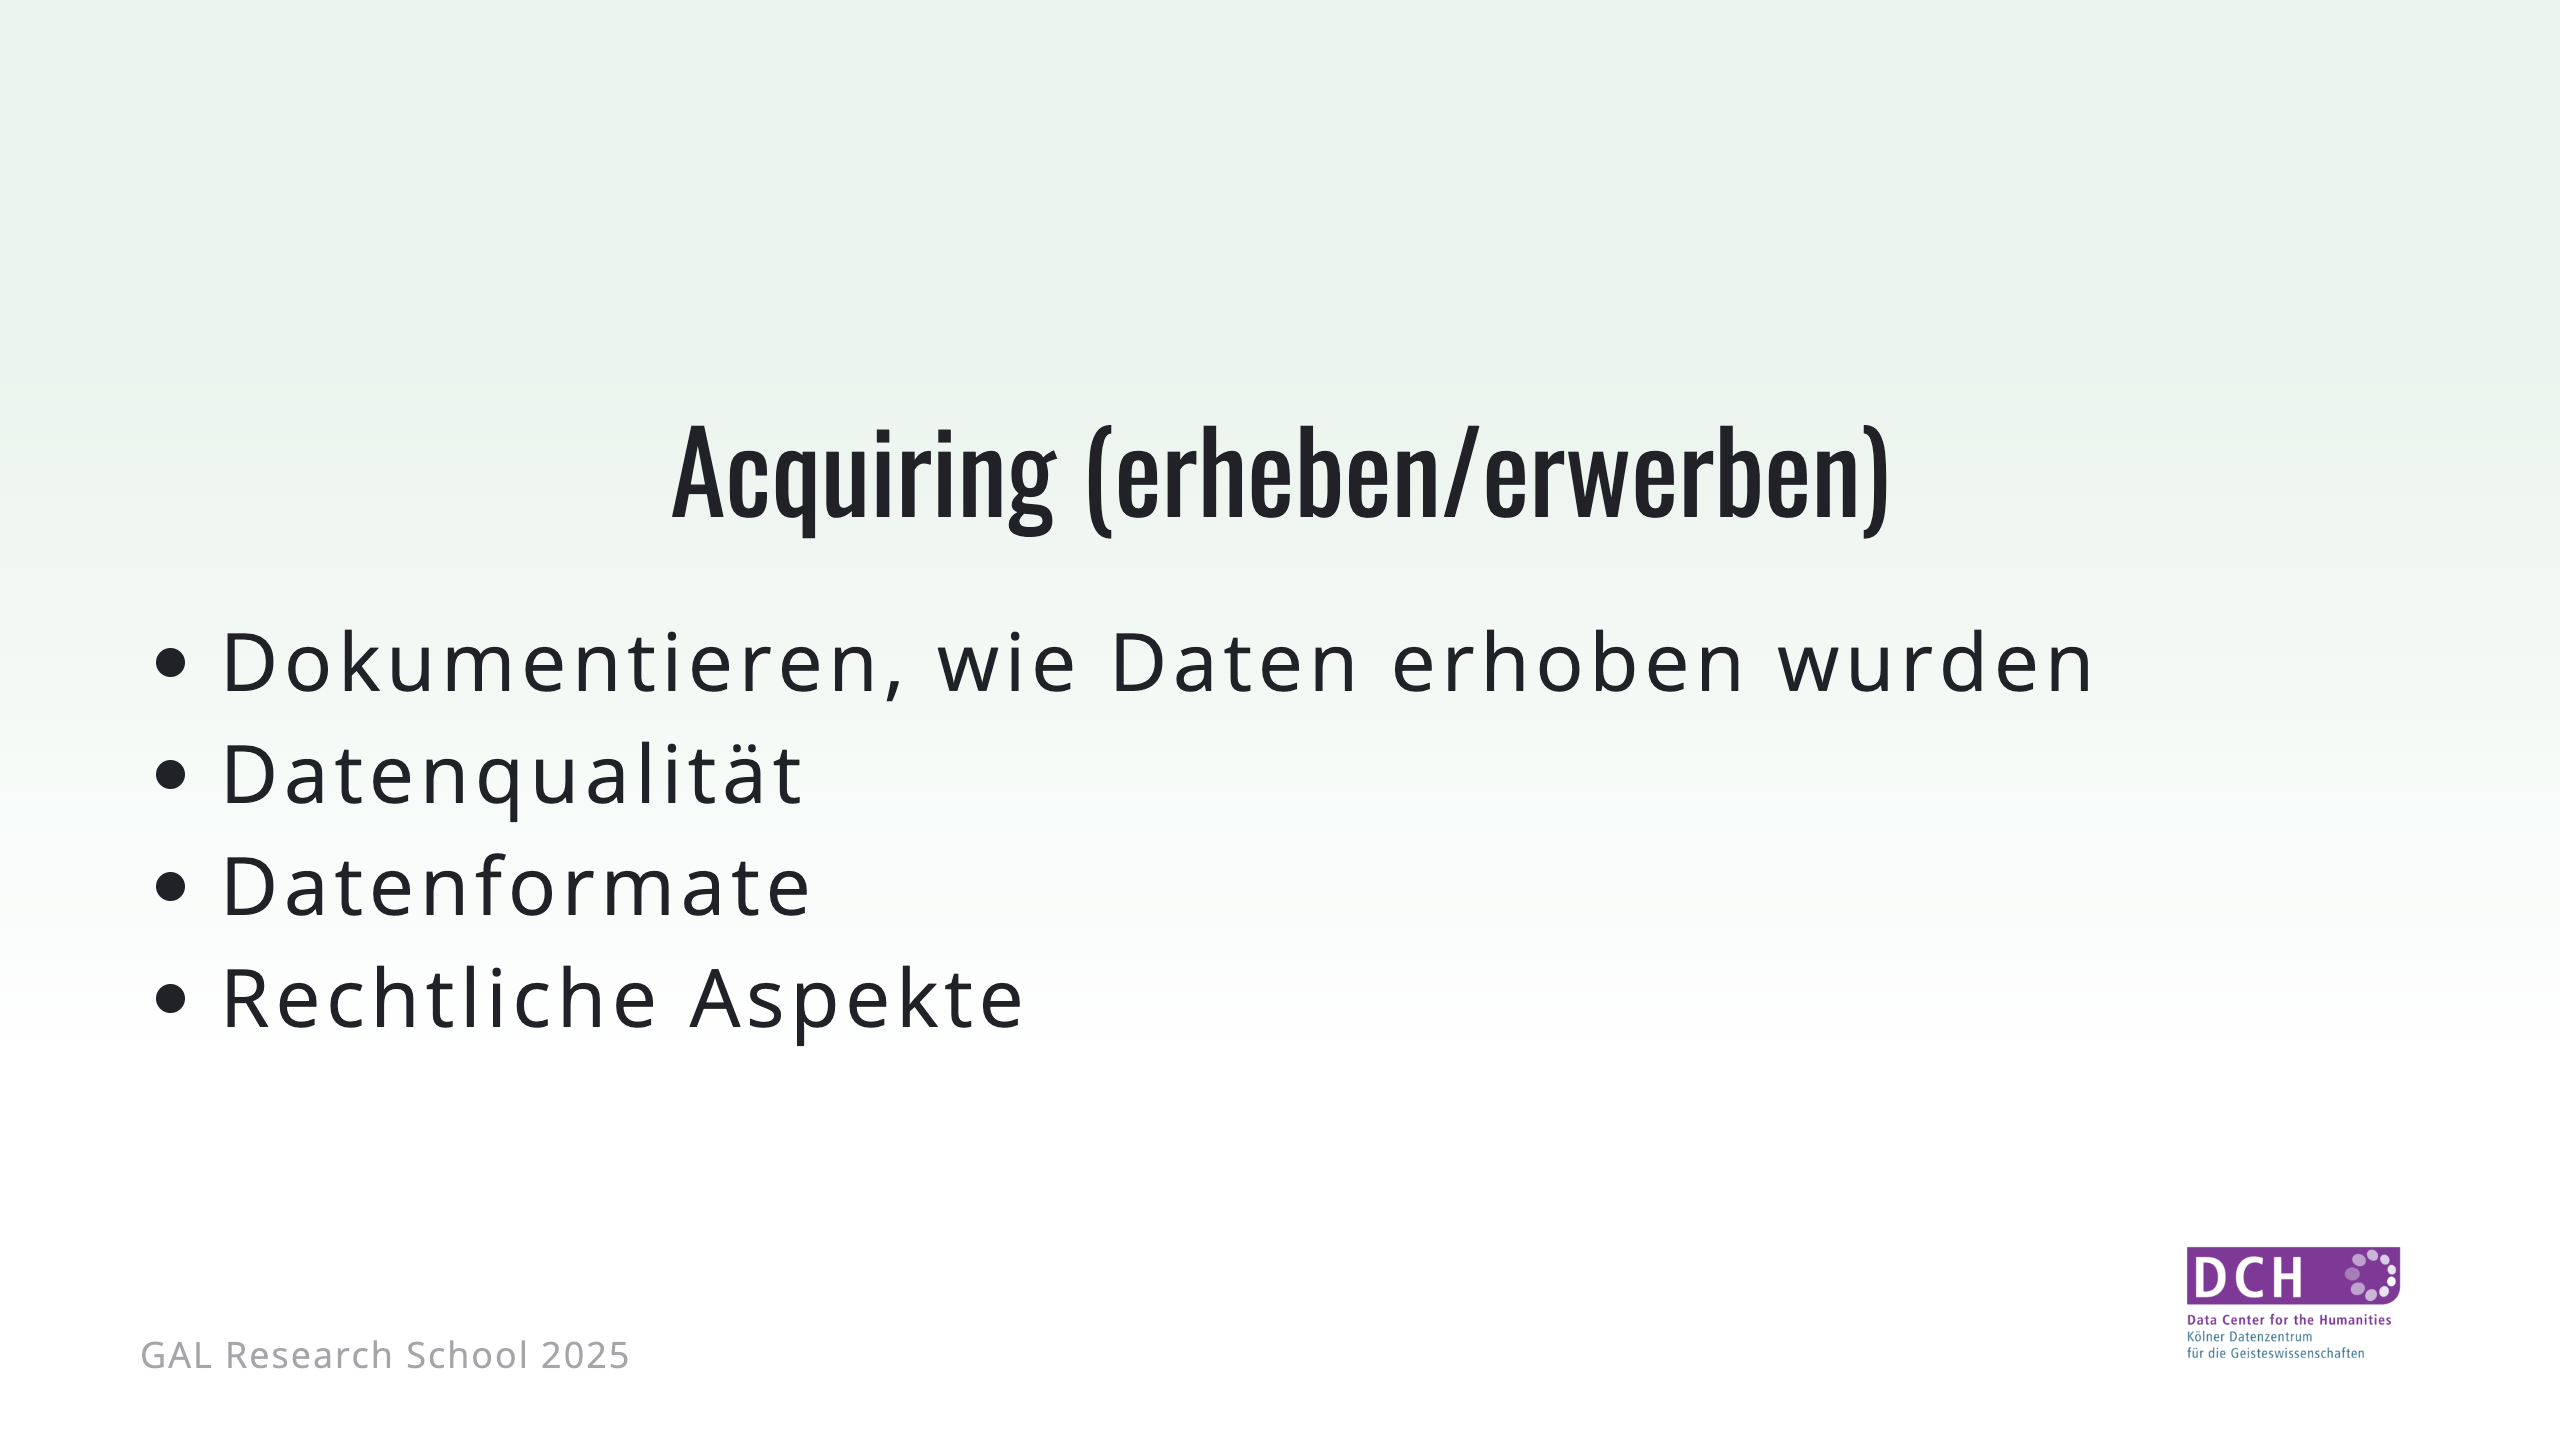 Acquiring (erheben/erwerben)
• Dokumentieren, wie Daten erhoben wurden
• Datenqualität
• Datenformate
• Rechtliche Aspekte
GAL Research School 2025
DCH
Data Center for the Humanities
Kölner Datenzentrum
für die Geisteswissenschaften